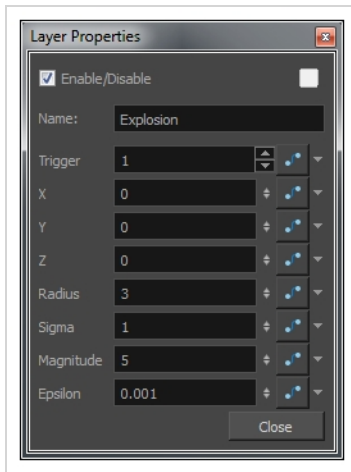 Layer Properties
Enable/Disable
Name: Explosion
Trigger 1
X 0
Y 0
Z 0
Radius 3
Sigma 1
Magnitude 5
Epsilon 0.001
Close